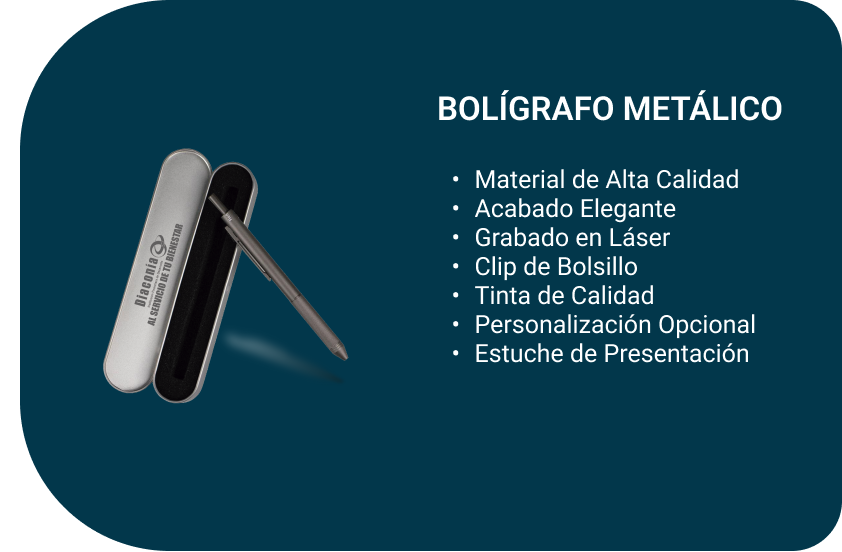 BOLÍGRAFO METÁLICO
• Material de Alta Calidad
• Acabado Elegante
• Grabado en Láser
• Clip de Bolsillo
• Tinta de Calidad
• Personalización Opcional
• Estuche de Presentación
Diaconía
AL SERVICIO DE TU BIENESTAR